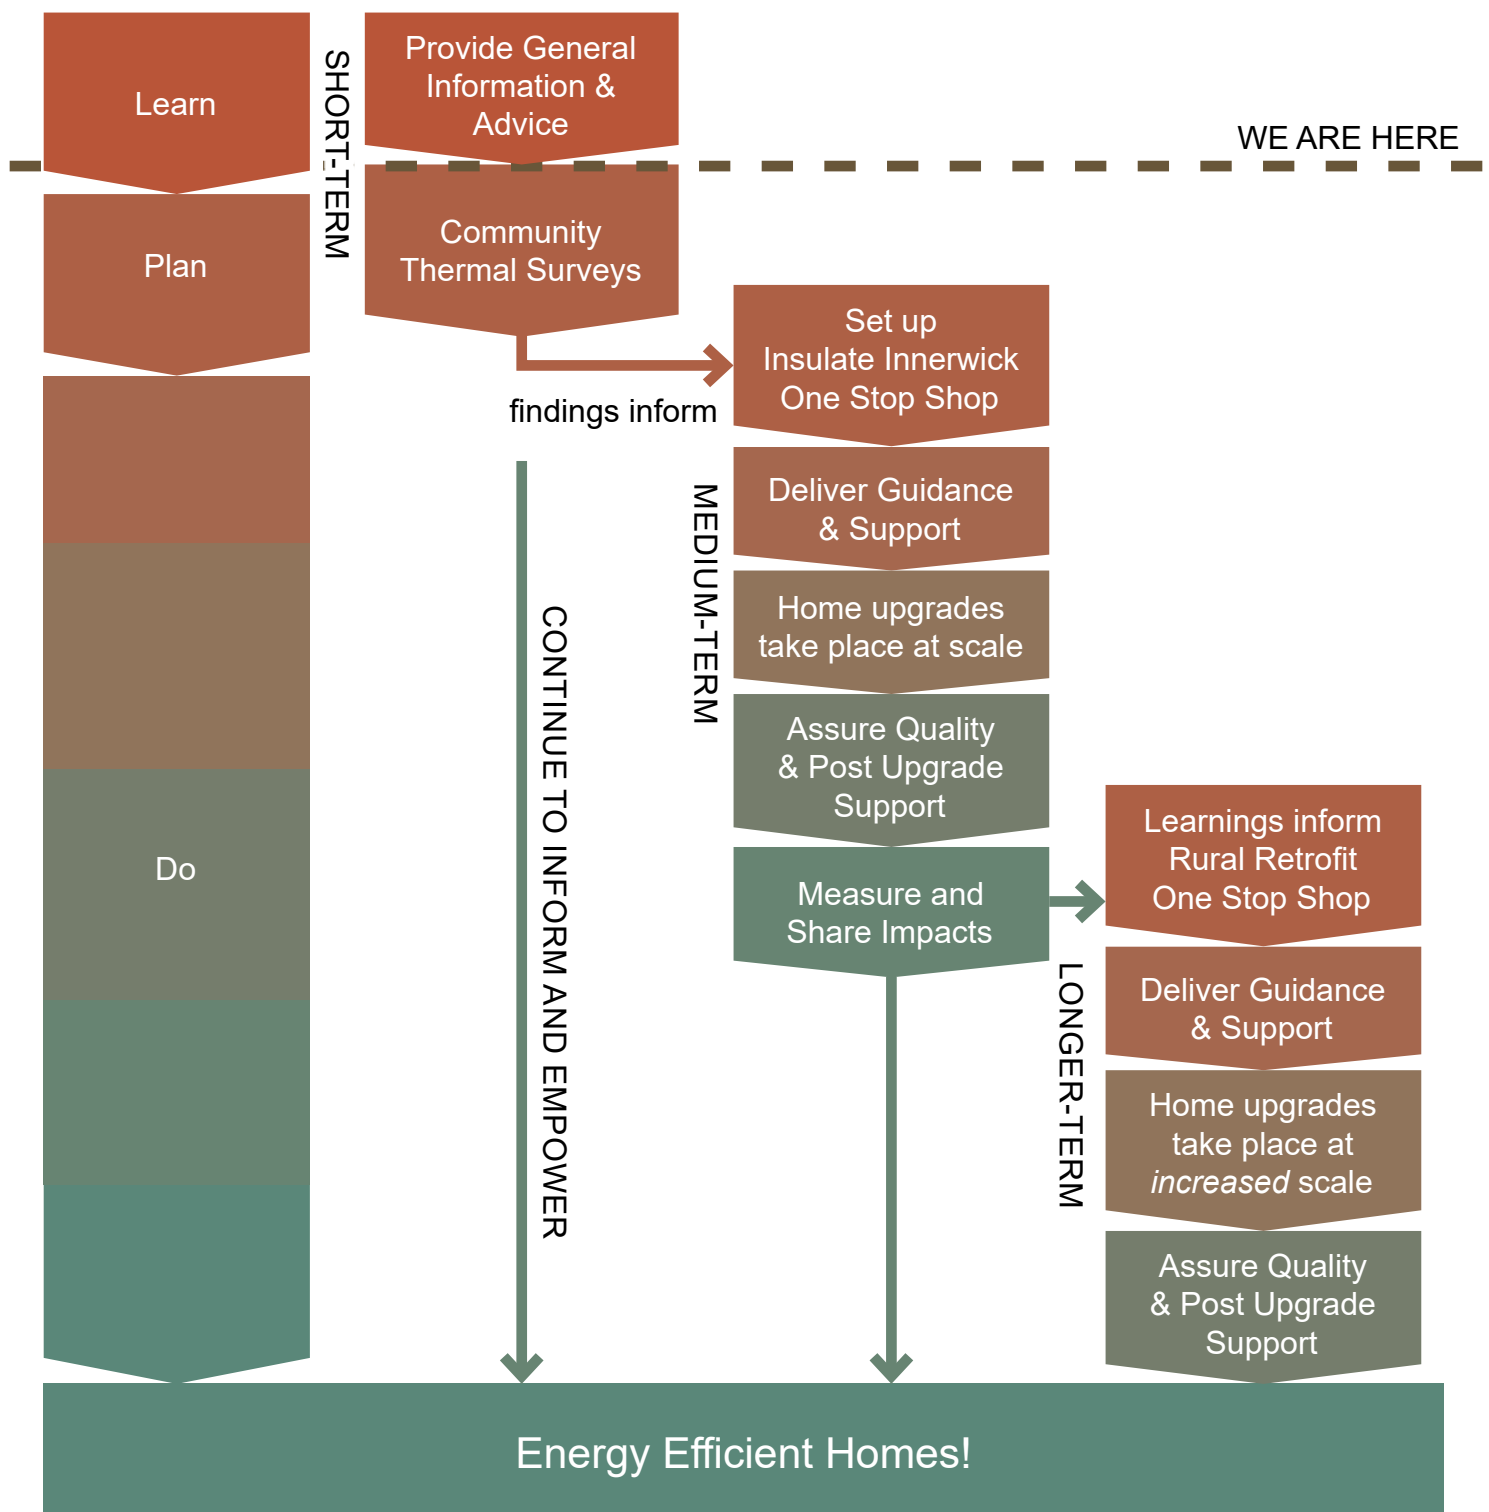 Learn
Plan
Do
SHORT-TERM
Provide General
Information &
Advice
WE ARE HERE
Community
Thermal Surveys
findings inform
CONTINUE TO INFORM AND EMPOWER
MEDIUM-TERM
Set up
Insulate Innerwick
One Stop Shop
Deliver Guidance
& Support
Home upgrades
take place at scale
Assure Quality
& Post Upgrade
Support
Measure and
Share Impacts
LONGER-TERM
Learnings inform
Rural Retrofit
One Stop Shop
Deliver Guidance
& Support
Home upgrades
take place at
increased scale
Assure Quality
& Post Upgrade
Support
Energy Efficient Homes!